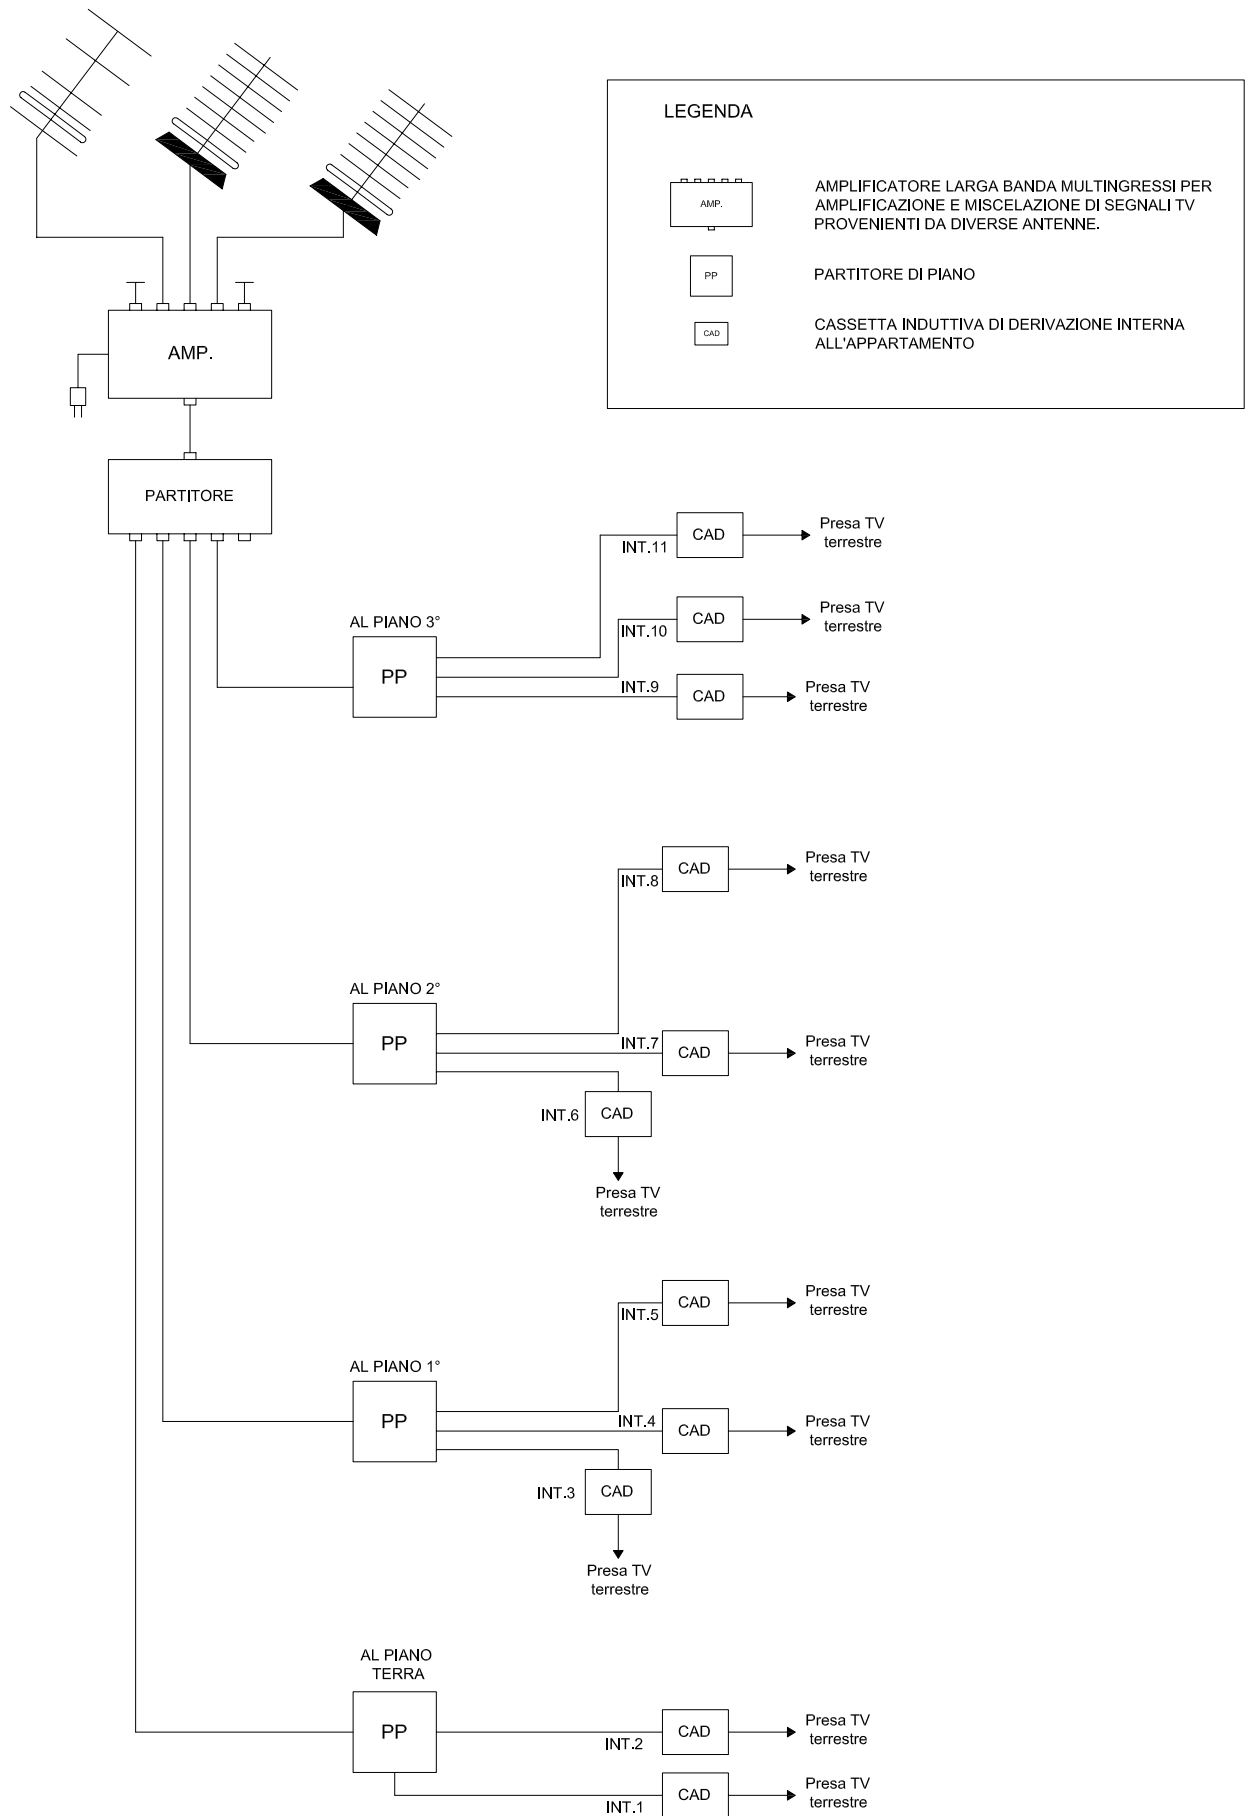 LEGENDA
AMP.
AMPLIFICATORE LARGA BANDA MULTINGRESSI PER
AMPLIFICAZIONE E MISCELAZIONE DI SEGNALI TV
PROVENIENTI DA DIVERSE ANTENNE.
PP
PARTITORE DI PIANO
CAD
CASSETTA INDUTTIVA DI DERIVAZIONE INTERNA
ALL'APPARTAMENTO
AMP.
PARTITORE
AL PIANO 3°
PP
INT.11
CAD
Presa TV
terrestre
INT.10
CAD
Presa TV
terrestre
INT.9
CAD
Presa TV
terrestre
AL PIANO 2°
PP
INT.8
CAD
Presa TV
terrestre
INT.7
CAD
Presa TV
terrestre
INT.6
CAD
Presa TV
terrestre
AL PIANO 1°
PP
INT.5
CAD
Presa TV
terrestre
INT.4
CAD
Presa TV
terrestre
INT.3
CAD
Presa TV
terrestre
AL PIANO
TERRA
PP
INT.2
CAD
Presa TV
terrestre
INT.1
CAD
Presa TV
terrestre